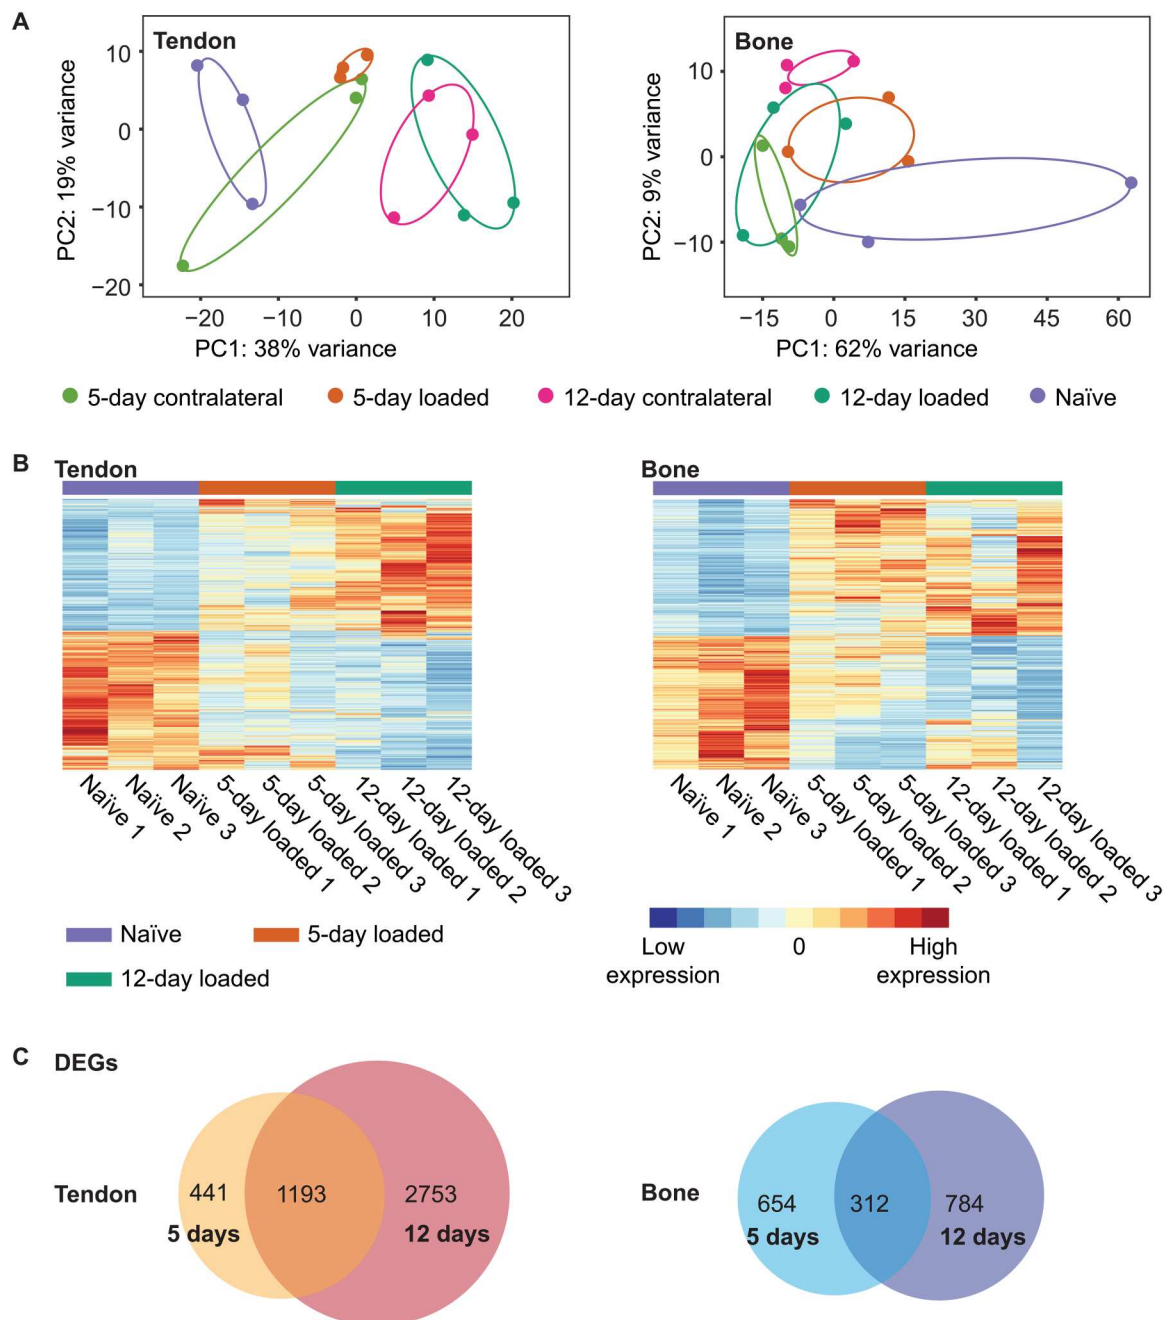 A
Tendon
10
0
−10
−20
PC2: 19% variance
−20 −10 0 10 20
PC1: 38% variance
Bone
10
0
−10
PC2: 9% variance
−15 0 15 30 45 60
PC1: 62% variance
5-day contralateral 5-day loaded 12-day contralateral 12-day loaded Naïve
B
Tendon
Naïve 1
Naïve 2
Naïve 3
5-day loaded 1
5-day loaded 2
5-day loaded 3
12-day loaded 1
12-day loaded 2
12-day loaded 3
Bone
Naïve 1
Naïve 2
Naïve 3
5-day loaded 1
5-day loaded 2
5-day loaded 3
12-day loaded 1
12-day loaded 2
12-day loaded 3
Naïve 5-day loaded
12-day loaded
Low 0 High
expression expression
C
DEGs
Tendon
441 1193 2753
5 days 12 days
Bone
654 312 784
5 days 12 days